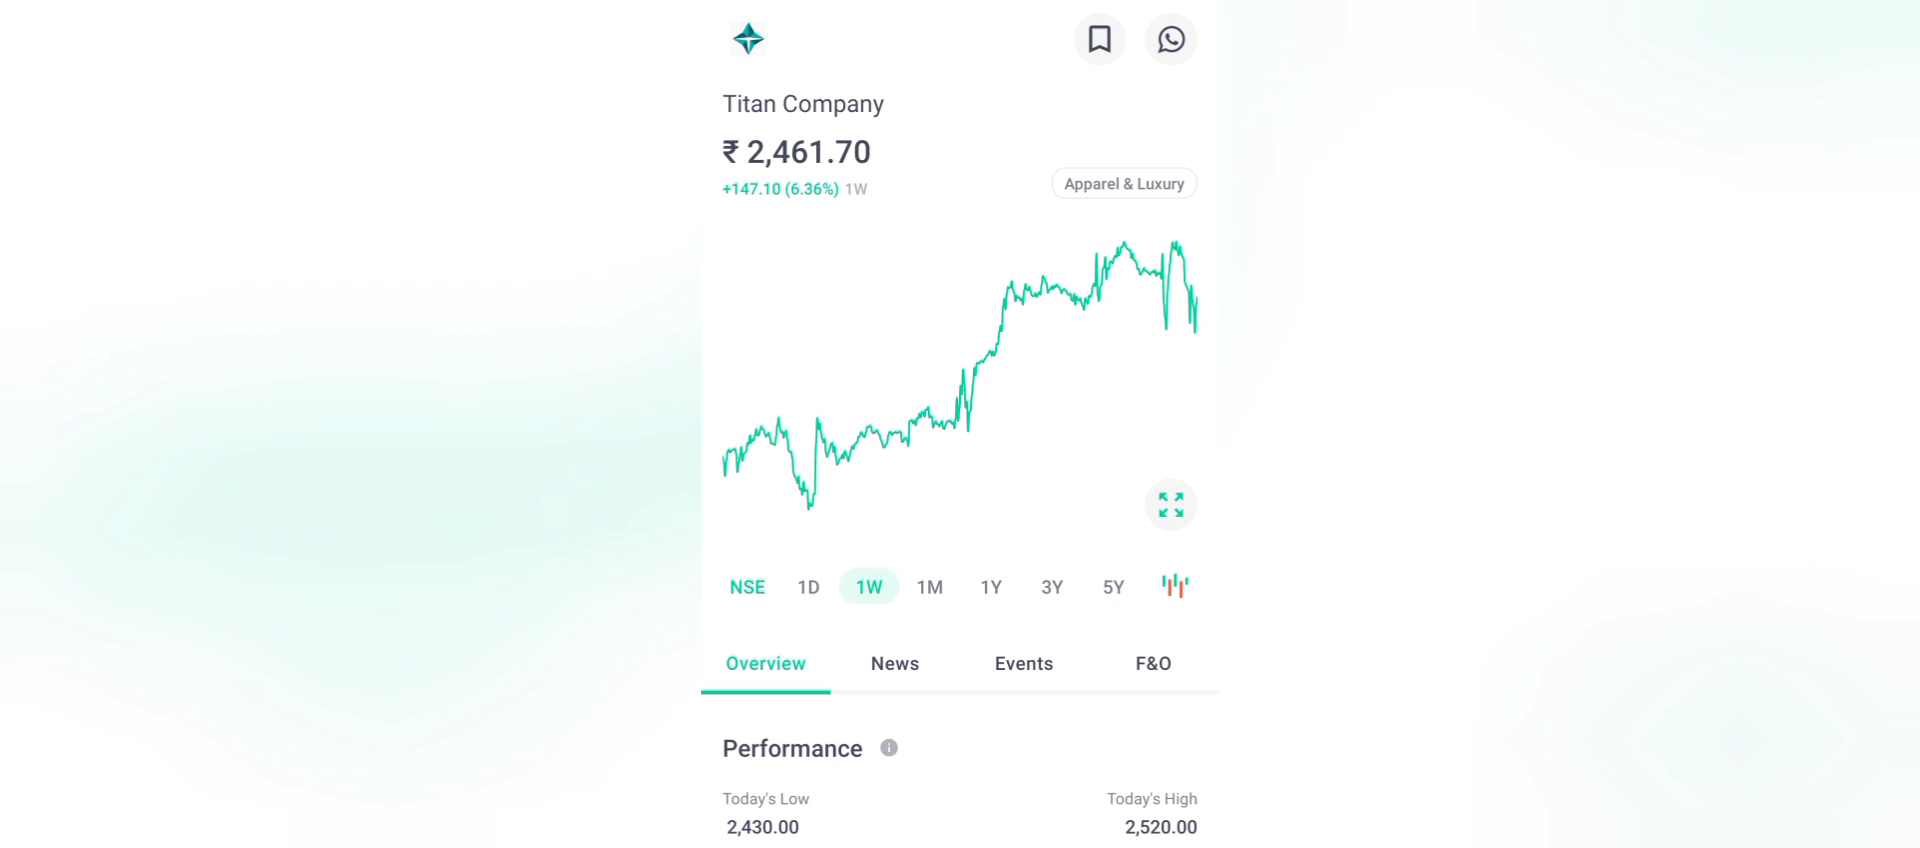 Titan Company
₹ 2,461.70
+147.10 (6.36%) 1W
Apparel & Luxury
NSE 1D 1W 1M 1Y 3Y 5Y
Overview News Events F&O
Performance
Today's Low Today's High
2,430.00 2,520.00